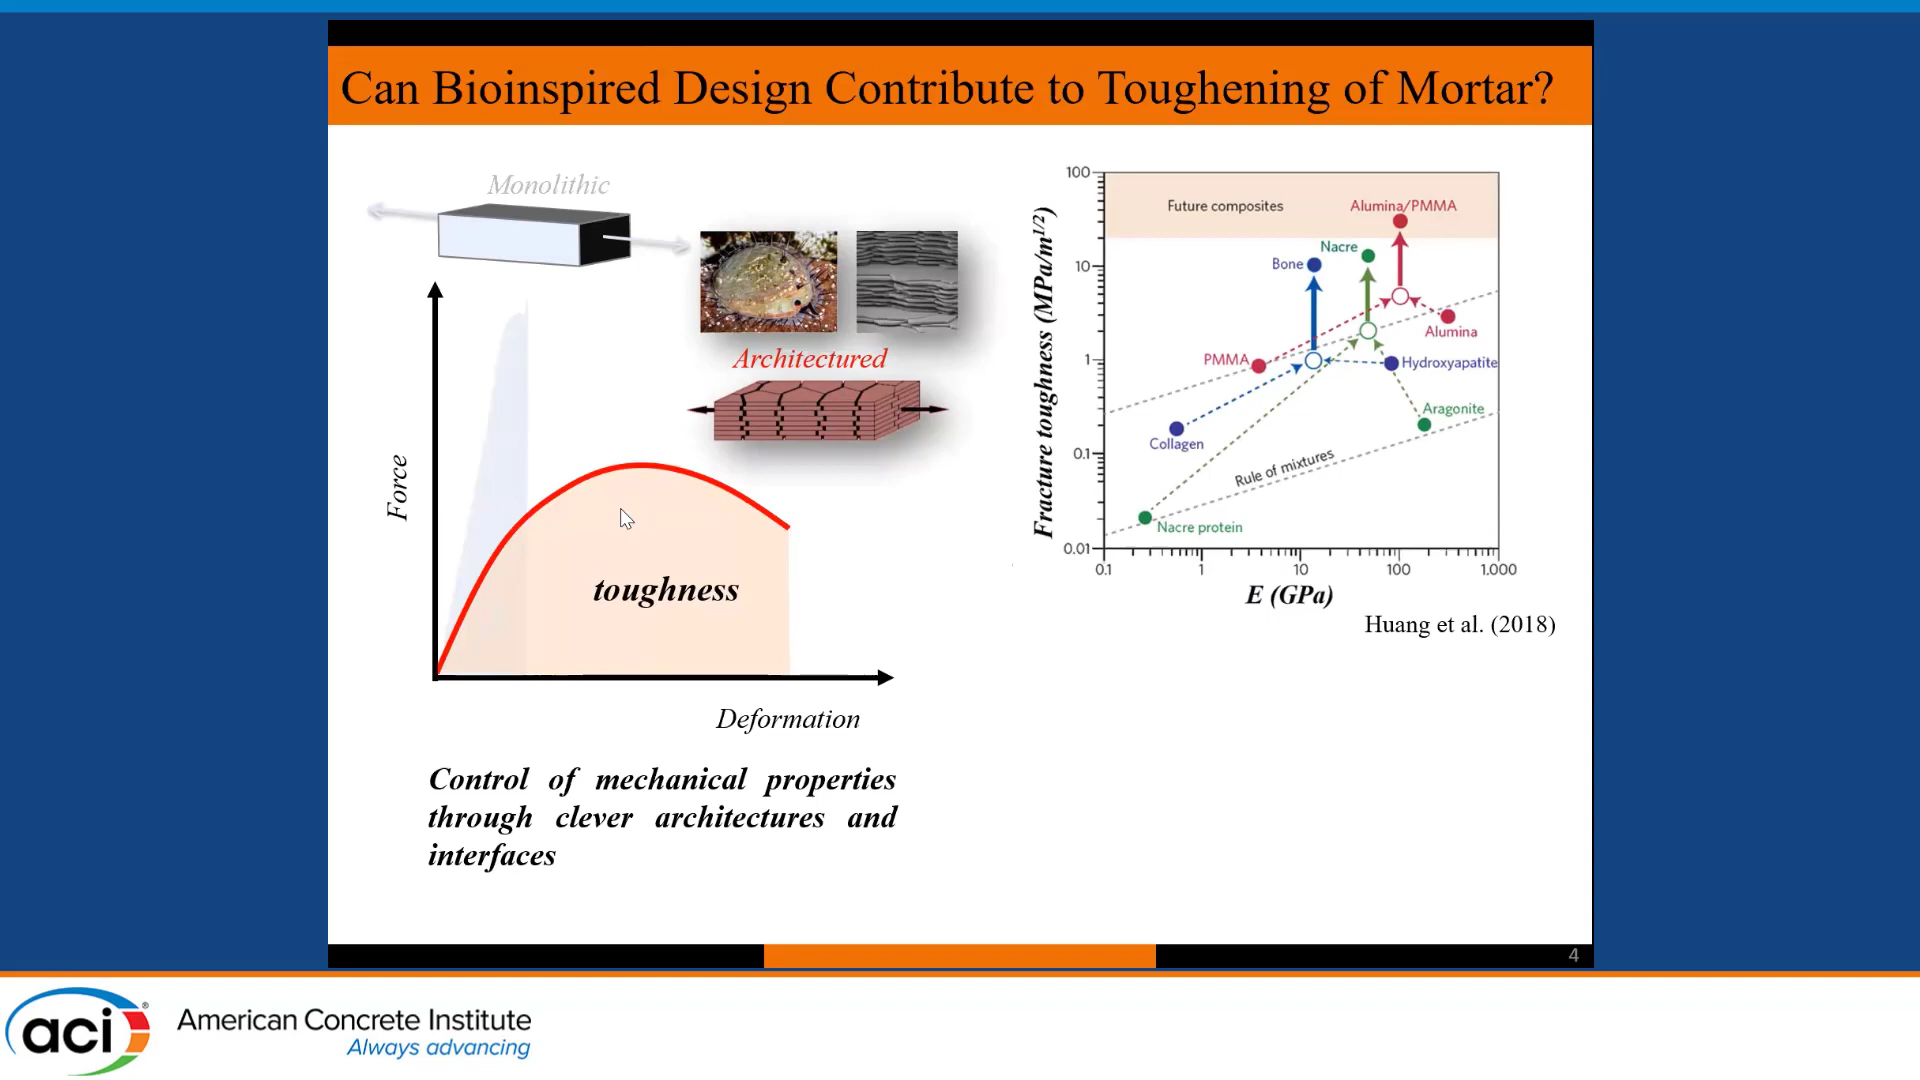 Can Bioinspired Design Contribute to Toughening of Mortar?
Monolithic
Architectured
Force
toughness
Deformation
Control of mechanical properties
through clever architectures and
interfaces
Fracture toughness (MPa/m^1/2)
100
10
1
0.1
0.01
Future composites
Alumina/PMMA
Nacre
Bone
Alumina
PMMA
Hydroxyapatite
Aragonite
Collagen
Rule of mixtures
Nacre protein
0.1
1
10
100
1.000
E (GPa)
Huang et al. (2018)
4
aci®
American Concrete Institute
Always advancing